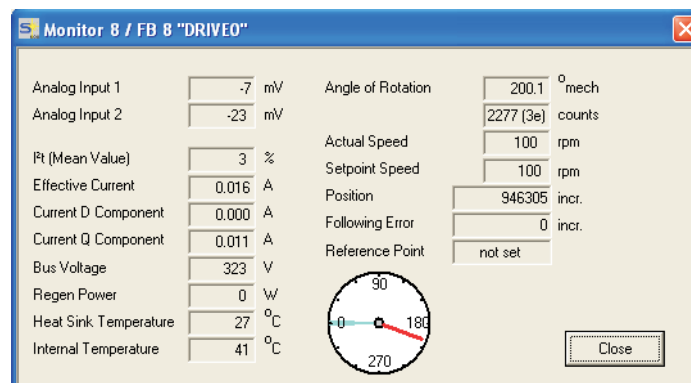 Monitor 8 / FB 8 "DRIVE0"
Analog Input 1 -7 mV
Analog Input 2 -23 mV
I²t (Mean Value) 3 %
Effective Current 0.016 A
Current D Component 0.000 A
Current Q Component 0.011 A
Bus Voltage 323 V
Regen Power 0 W
Heat Sink Temperature 27 °C
Internal Temperature 41 °C
Angle of Rotation 200.1 °mech
2277 (3e) counts
Actual Speed 100 rpm
Setpoint Speed 100 rpm
Position 946305 incr.
Following Error 0 incr.
Reference Point not set
90
0 180
270
Close